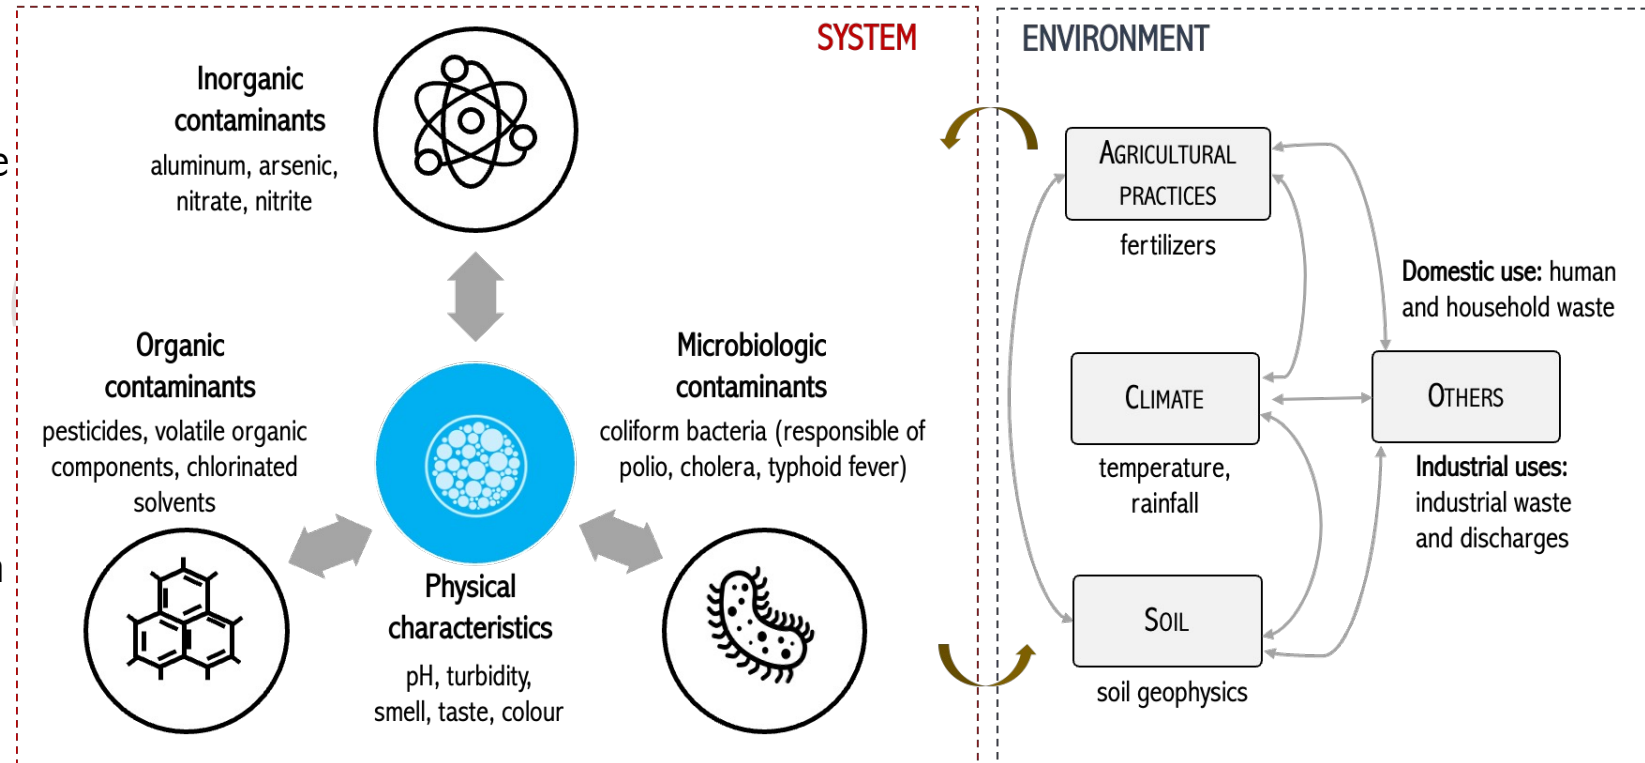 SYSTEM
Inorganic
contaminants
aluminum, arsenic,
nitrate, nitrite
e
Organic
contaminants
pesticides, volatile organic
components, chlorinated
solvents
Microbiologic
contaminants
coliform bacteria (responsible of
polio, cholera, typhoid fever)
Physical
characteristics
pH, turbidity,
smell, taste, colour
ENVIRONMENT
AGRICULTURAL
PRACTICES
fertilizers
Domestic use: human
and household waste
CLIMATE
temperature,
rainfall
OTHERS
Industrial uses:
industrial waste
and discharges
SOIL
soil geophysics